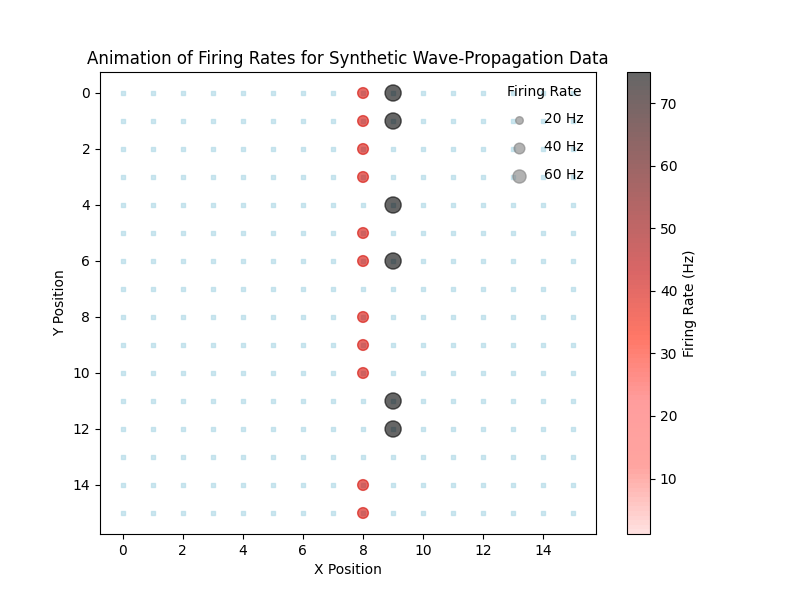 Animation of Firing Rates for Synthetic Wave-Propagation Data
Firing Rate
20 Hz
40 Hz
60 Hz
0
2
4
6
8
10
12
14
Y Position
0 2 4 6 8 10 12 14
X Position
70
60
50
40
30
20
10
Firing Rate (Hz)